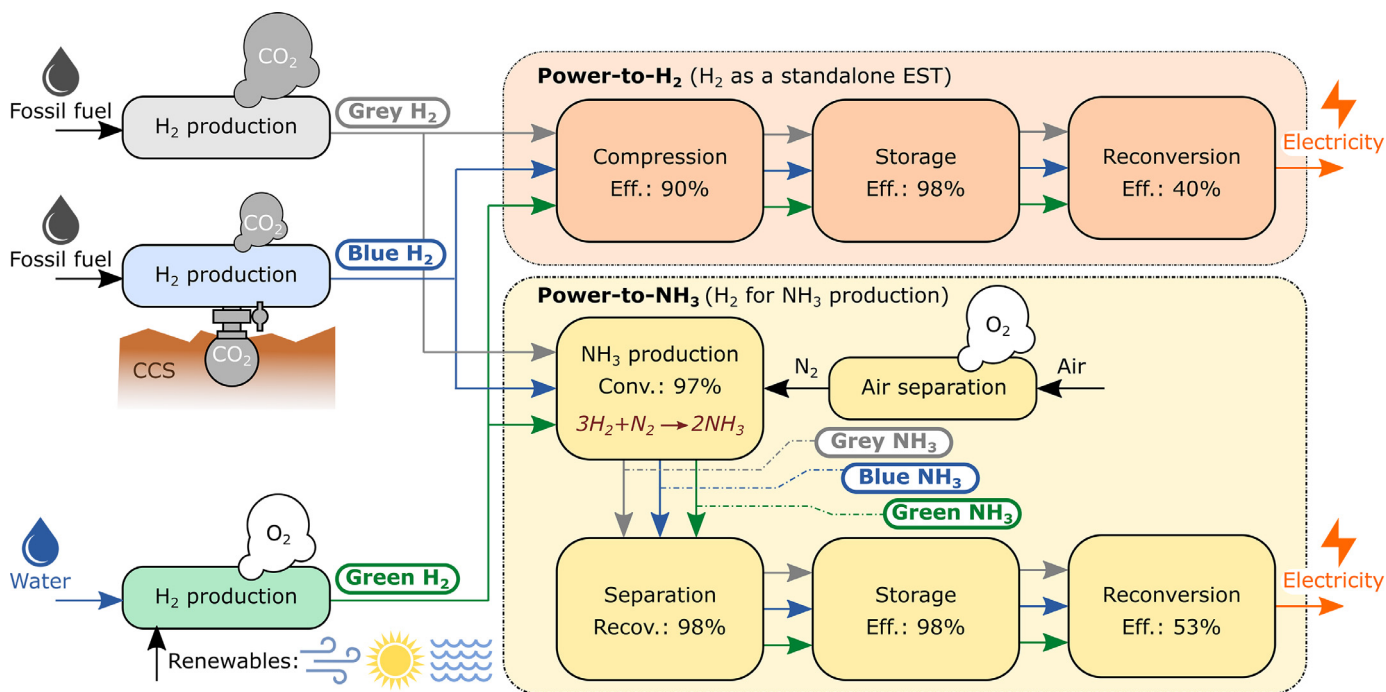 CO₂
Fossil fuel
H₂ production
Grey H₂
Power-to-H₂ (H₂ as a standalone EST)
Compression
Eff.: 90%
Storage
Eff.: 98%
Reconversion
Eff.: 40%
Electricity
CO₂
Fossil fuel
H₂ production
Blue H₂
CO₂
CCS
Power-to-NH₃ (H₂ for NH₃ production)
NH₃ production
Conv.: 97%
3H₂+N₂→2NH₃
N₂
O₂
Air separation
Air
Grey NH₃
Blue NH₃
Green NH₃
O₂
Water
H₂ production
Green H₂
Renewables:
Separation
Recov.: 98%
Storage
Eff.: 98%
Reconversion
Eff.: 53%
Electricity